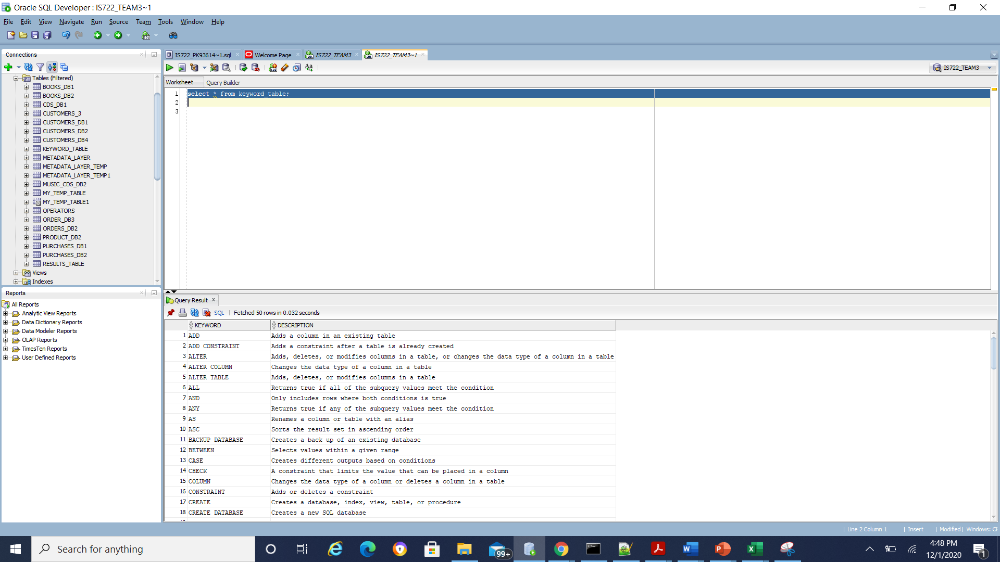 Oracle SQL Developer : IS722_TEAM3~1
File Edit View Navigate Run Source Team Tools Window Help
Connections
Tables (Filtered)
BOOKS_DB1
BOOKS_DB2
CDS_DB1
CUSTOMERS_3
CUSTOMERS_DB1
CUSTOMERS_DB2
CUSTOMERS_DB4
KEYWORD_TABLE
METADATA_LAYER
METADATA_LAYER_TEMP
METADATA_LAYER_TEMP1
MUSIC_CDS_DB2
MY_TEMP_TABLE
MY_TEMP_TABLE1
OPERATORS
ORDER_DB3
ORDERS_DB2
PRODUCT_DB2
PURCHASES_DB1
PURCHASES_DB2
RESULTS_TABLE
Views
Indexes
Reports
All Reports
Analytic View Reports
Data Dictionary Reports
Data Modeler Reports
OLAP Reports
TimesTen Reports
User Defined Reports
IS722_PK93614~1.sql Welcome Page IS722_TEAM3 IS722_TEAM3~1
IS722_TEAM3
Worksheet Query Builder
1 select * from keyword_table;
2
3
Query Result
SQL Fetched 50 rows in 0.032 seconds
KEYWORD DESCRIPTION
1 ADD Adds a column in an existing table
2 ADD CONSTRAINT Adds a constraint after a table is already created
3 ALTER Adds, deletes, or modifies columns in a table, or changes the data type of a column in a table
4 ALTER COLUMN Changes the data type of a column in a table
5 ALTER TABLE Adds, deletes, or modifies columns in a table
6 ALL Returns true if all of the subquery values meet the condition
7 AND Only includes rows where both conditions is true
8 ANY Returns true if any of the subquery values meet the condition
9 AS Renames a column or table with an alias
10 ASC Sorts the result set in ascending order
11 BACKUP DATABASE Creates a back up of an existing database
12 BETWEEN Selects values within a given range
13 CASE Creates different outputs based on conditions
14 CHECK A constraint that limits the value that can be placed in a column
15 COLUMN Changes the data type of a column or deletes a column in a table
16 CONSTRAINT Adds or deletes a constraint
17 CREATE Creates a database, index, view, table, or procedure
18 CREATE DATABASE Creates a new SQL database
Line 2 Column 1 Insert Modified Windows:
Search for anything
99+
4:48 PM
12/1/2020
1